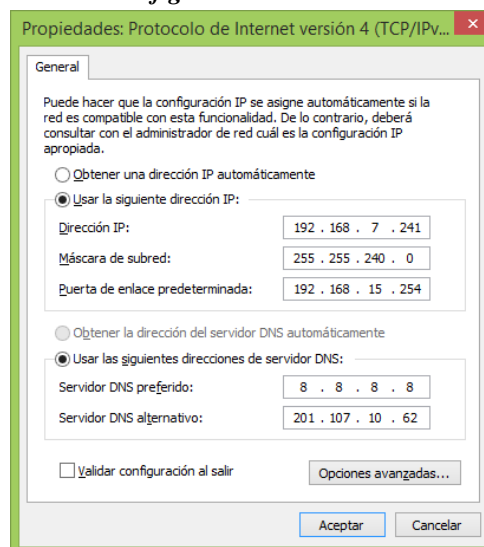 Propiedades: Protocolo de Internet versión 4 (TCP/IPv...
General
Puede hacer que la configuración IP se asigne automáticamente si la
red es compatible con esta funcionalidad. De lo contrario, deberá
consultar con el administrador de red cuál es la configuración IP
apropiada.
Obtener una dirección IP automáticamente
Usar la siguiente dirección IP:
Dirección IP: 192 . 168 . 7 . 241
Máscara de subred: 255 . 255 . 240 . 0
Puerta de enlace predeterminada: 192 . 168 . 15 . 254
Obtener la dirección del servidor DNS automáticamente
Usar las siguientes direcciones de servidor DNS:
Servidor DNS preferido: 8 . 8 . 8 . 8
Servidor DNS alternativo: 201 . 107 . 10 . 62
Validar configuración al salir Opciones avanzadas...
Aceptar Cancelar